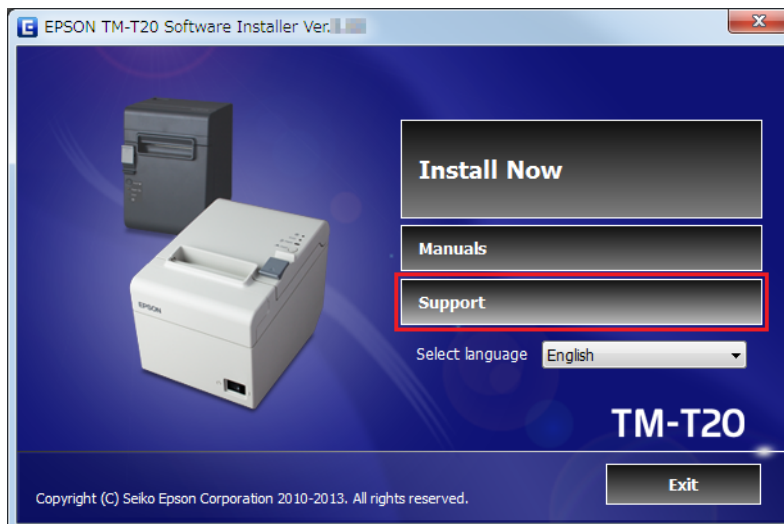 EPSON TM-T20 Software Installer Ver.
Install Now
Manuals
Support
EPSON
Select language English
TM-T20
Exit
Copyright (C) Seiko Epson Corporation 2010-2013. All rights reserved.